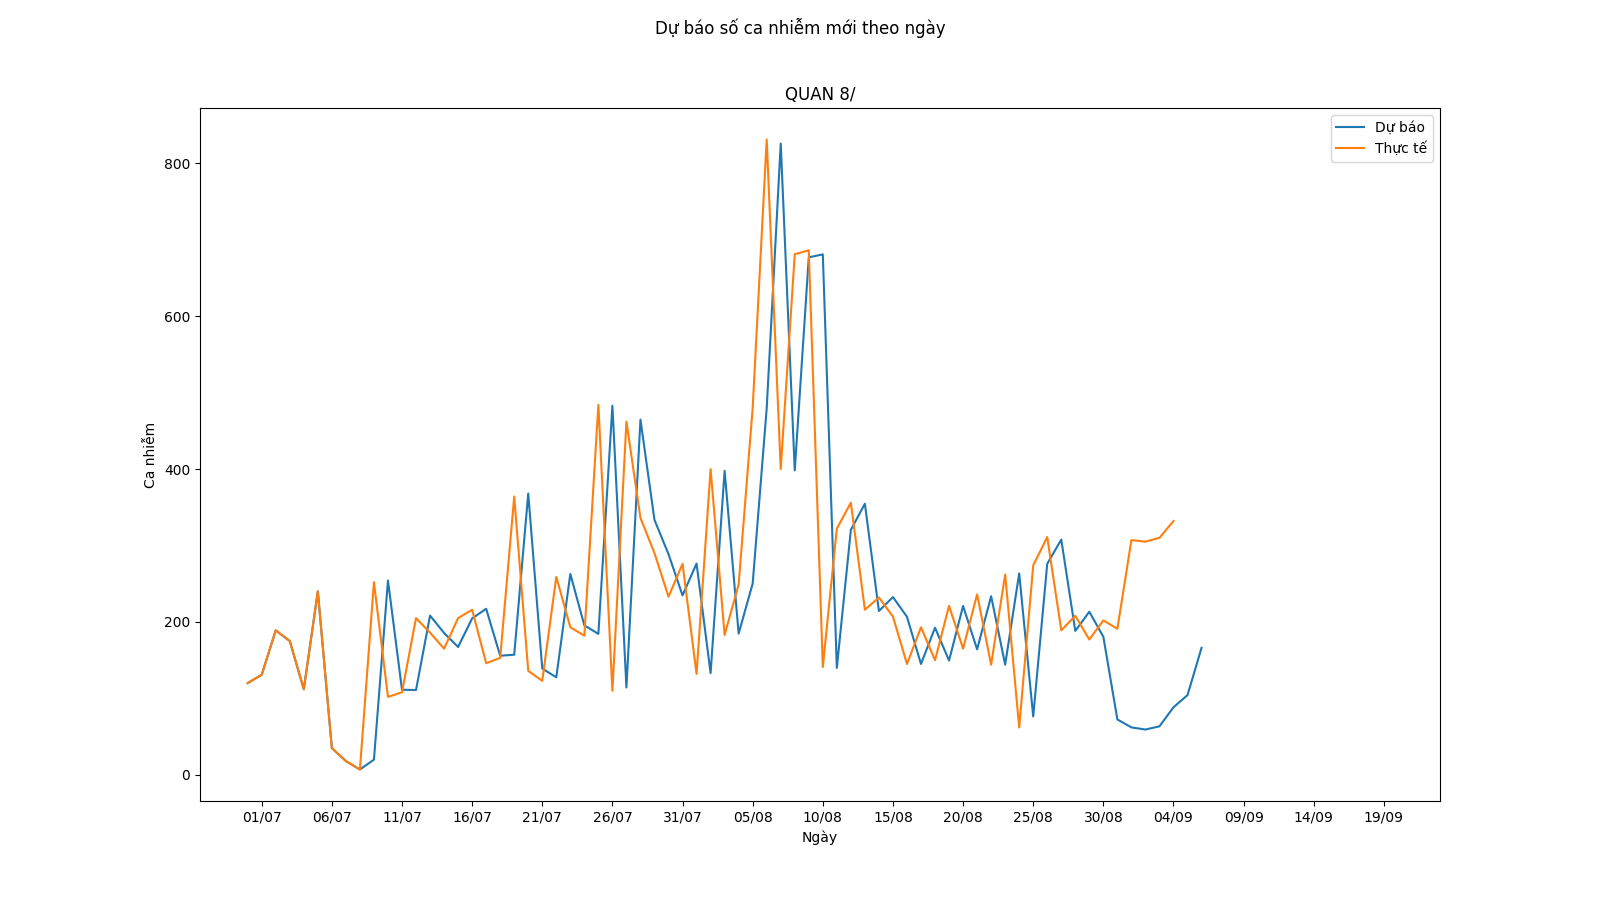 Dự báo số ca nhiễm mới theo ngày
QUAN 8/
Dự báo
Thực tế
800
600
400
200
0
Ca nhiễm
01/07 06/07 11/07 16/07 21/07 26/07 31/07 05/08 10/08 15/08 20/08 25/08 30/08 04/09 09/09 14/09 19/09
Ngày